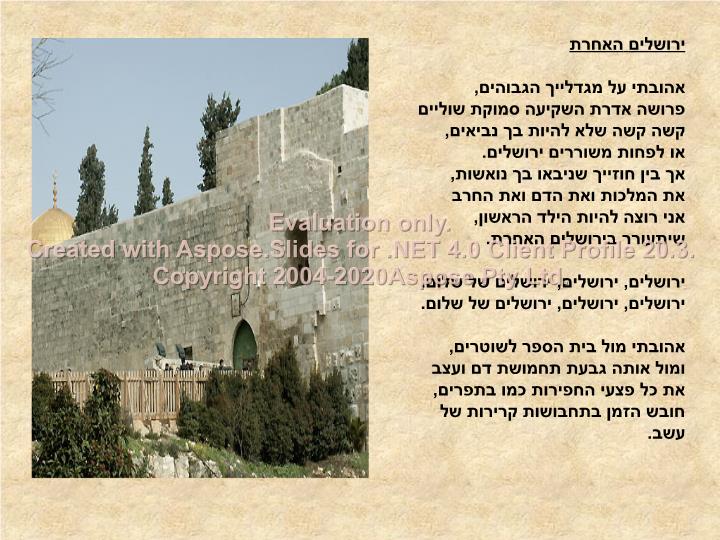 ירושלים האחרת
אהובתי על מגדלייך הגבוהים,
פרושה אדרת השקיעה סמוקת שוליים
קשה קשה שלא להיות בך נביאים,
או לפחות משוררים ירושלים.
אך בין חוזייך שניבאו בך נואשות,
את המלכות ואת הדם ואת החרב
אני רוצה להיות הילד הראשון,
שיתעורר בירושלים האחרת.
ירושלים, ירושלים, ירושלים של שלום,
ירושלים, ירושלים, ירושלים של שלום.
אהובתי מול בית הספר לשוטרים,
ומול אותה גבעת תחמושת דם ועצב
את כל פצעי החפירות כמו בתפרים,
חובש הזמן בתחבושות קרירות של
עשב.
Evaluation only.
Created with Aspose.Slides for .NET 4.0 Client Profile 20.3.
Copyright 2004-2020Aspose Pty Ltd.